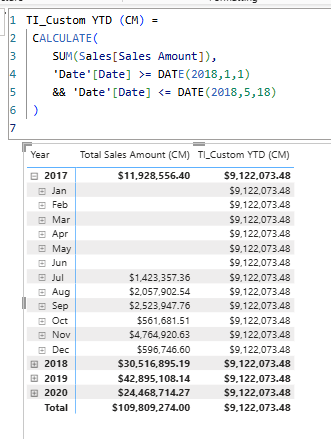 1 TI_Custom YTD (CM) =
2 CALCULATE(
3 SUM(Sales[Sales Amount]),
4 'Date'[Date] >= DATE(2018,1,1)
5 && 'Date'[Date] <= DATE(2018,5,18)
6 )
7
Year Total Sales Amount (CM) TI_Custom YTD (CM)
2017 $11,928,556.40 $9,122,073.48
Jan $9,122,073.48
Feb $9,122,073.48
Mar $9,122,073.48
Apr $9,122,073.48
May $9,122,073.48
Jun $9,122,073.48
Jul $1,423,357.36 $9,122,073.48
Aug $2,057,902.54 $9,122,073.48
Sep $2,523,947.76 $9,122,073.48
Oct $561,681.51 $9,122,073.48
Nov $4,764,920.63 $9,122,073.48
Dec $596,746.60 $9,122,073.48
2018 $30,516,895.19 $9,122,073.48
2019 $42,895,108.14 $9,122,073.48
2020 $24,468,714.27 $9,122,073.48
Total $109,809,274.00 $9,122,073.48